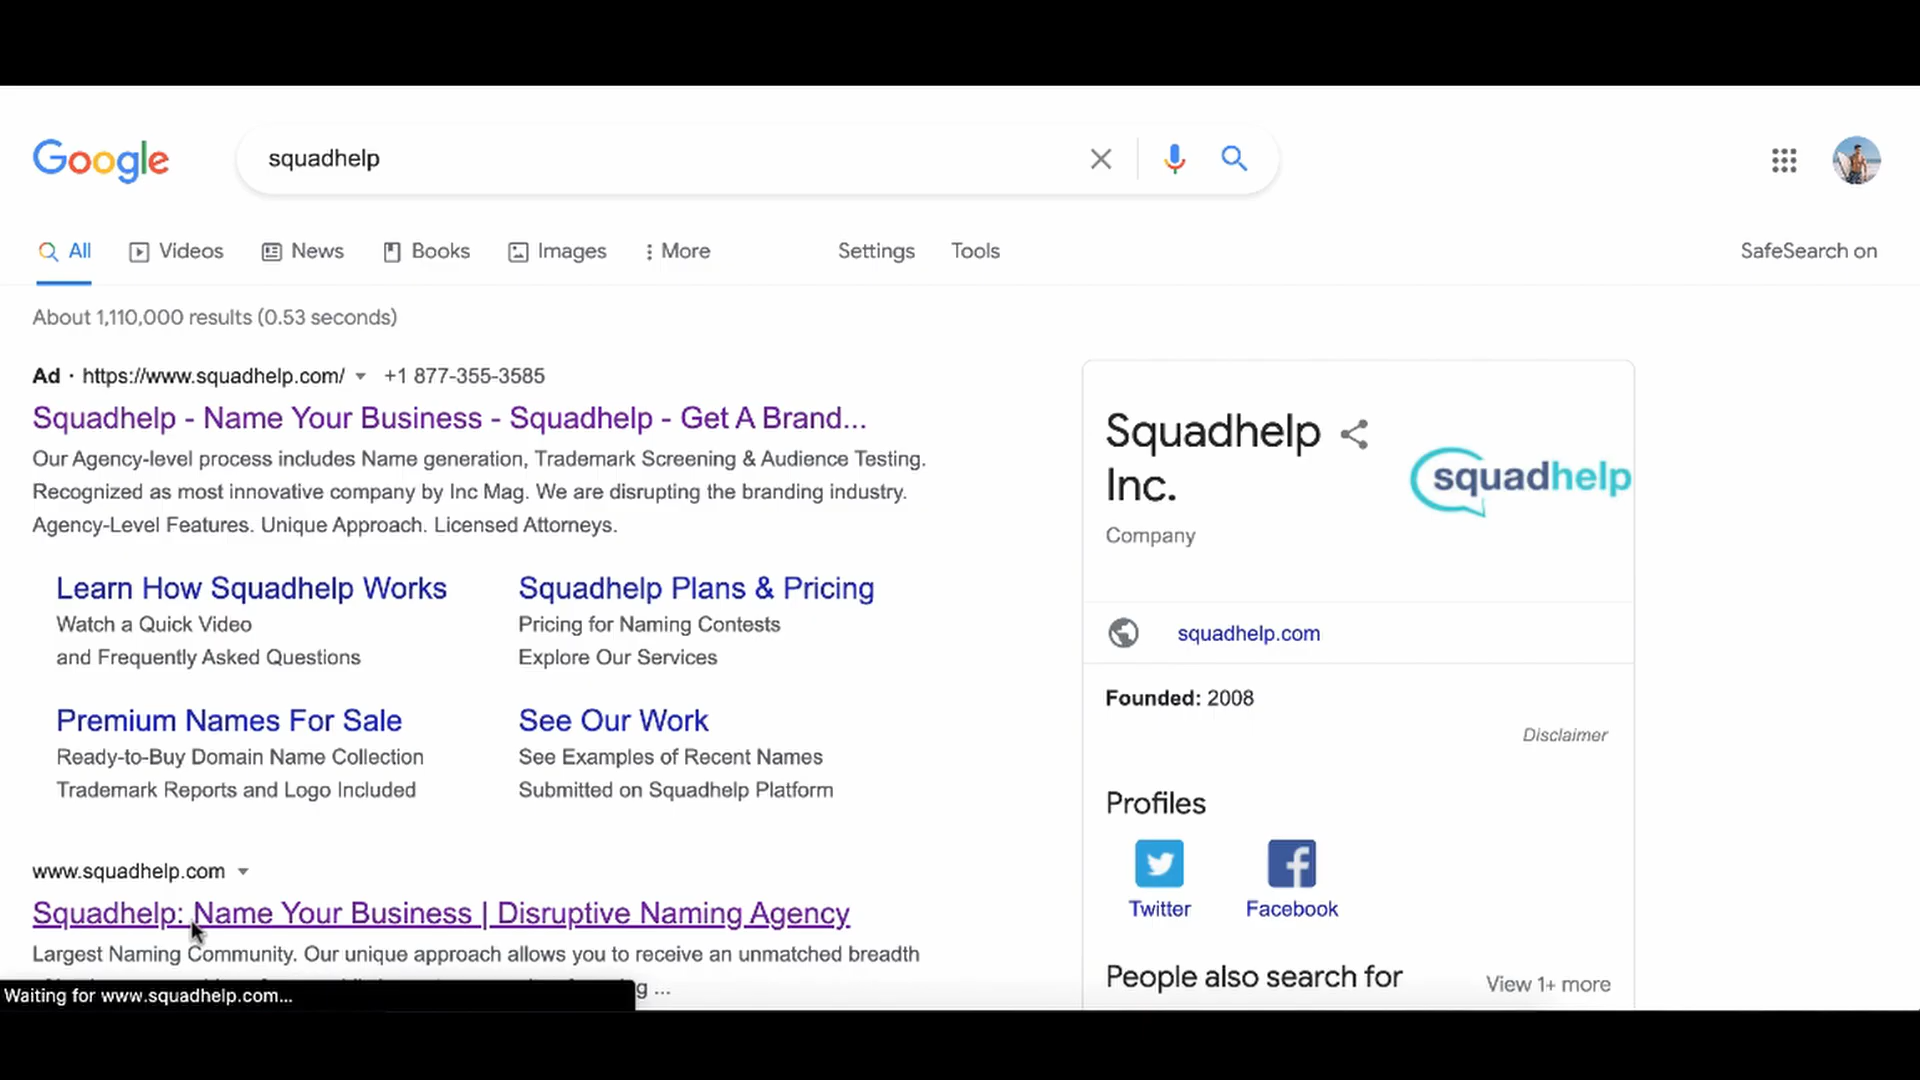 Google
squadhelp
All
Videos
News
Books
Images
More
Settings
Tools
SafeSearch on
About 1,110,000 results (0.53 seconds)
Ad · https://www.squadhelp.com/ +1 877-355-3585
Squadhelp - Name Your Business - Squadhelp - Get A Brand...
Our Agency-level process includes Name generation, Trademark Screening & Audience Testing.
Recognized as most innovative company by Inc Mag. We are disrupting the branding industry.
Agency-Level Features. Unique Approach. Licensed Attorneys.
Learn How Squadhelp Works
Watch a Quick Video
and Frequently Asked Questions
Squadhelp Plans & Pricing
Pricing for Naming Contests
Explore Our Services
Premium Names For Sale
Ready-to-Buy Domain Name Collection
Trademark Reports and Logo Included
See Our Work
See Examples of Recent Names
Submitted on Squadhelp Platform
www.squadhelp.com
Squadhelp: Name Your Business | Disruptive Naming Agency
Largest Naming Community. Our unique approach allows you to receive an unmatched breadth
Waiting for www.squadhelp.com...
Squadhelp
Inc.
Company
squadhelp
squadhelp.com
Founded: 2008
Disclaimer
Profiles
Twitter
Facebook
People also search for
View 1+ more